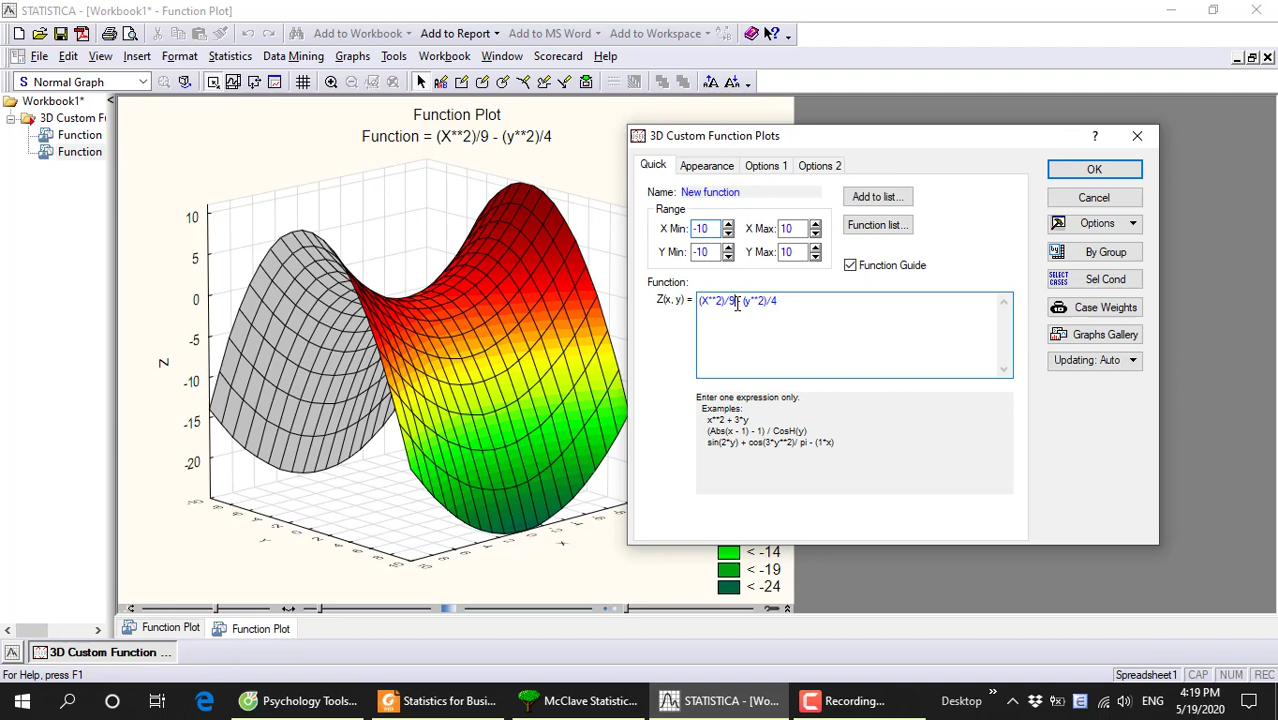 STATISTICA - [Workbook1* - Function Plot]
Add to Workbook Add to Report Add to MS Word Add to Workspace
File Edit View Insert Format Statistics Data Mining Graphs Tools Workbook Window Scorecard Help
S Normal Graph
Workbook1*
3D Custom F
Function
Function
Function Plot
Function = (X**2)/9 - (y**2)/4
Z
10
5
0
-5
-10
-15
-20
Y
X
< -14
< -19
< -24
3D Custom Function Plots
Quick Appearance Options 1 Options 2
Name: New function
Add to list...
Range
X Min: -10 X Max: 10
Function list...
Y Min: -10 Y Max: 10
Function Guide
Function:
Z(x, y) = (X**2)/9- (y**2)/4
Enter one expression only.
Examples:
x**2 + 3*y
(Abs(x - 1) - 1) / CosH(y)
sin(2*y) + cos(3*y**2)/ pi - (1*x)
OK
Cancel
Options
By Group
SELECT CASES Sel Cond
Case Weights
Graphs Gallery
Updating: Auto
Function Plot Function Plot
3D Custom Function ...
For Help, press F1
Spreadsheet1 CAP NUM REC
Psychology Tools... Statistics for Busi... McClave Statistic... STATISTICA - [Wo... Recording... Desktop ENG
4:19 PM
5/19/2020